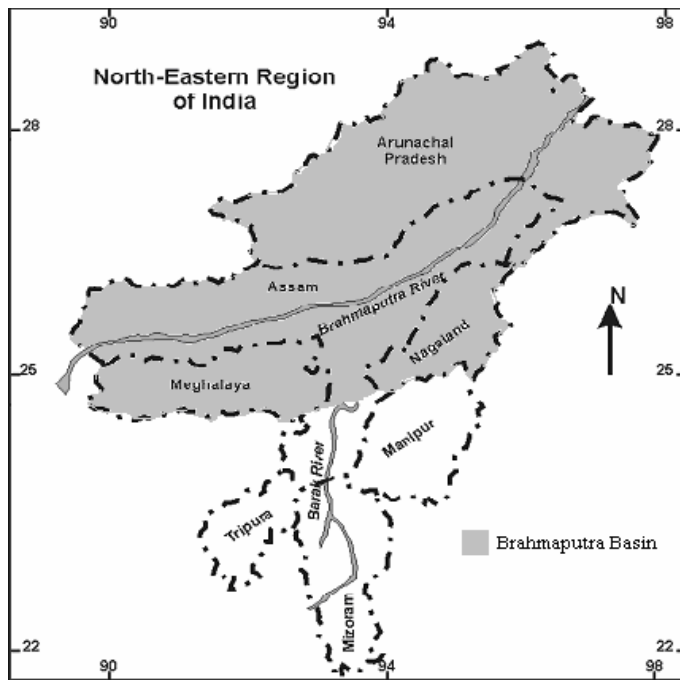 90
94
98
North-Eastern Region
of India
28
28
Arunachal
Pradesh
Assam
Brahmaputra River
N
25
25
Nagaland
Meghalaya
Manipur
Barak River
Tripura
Brahmaputra Basin
Mizoram
22
22
90
94
98